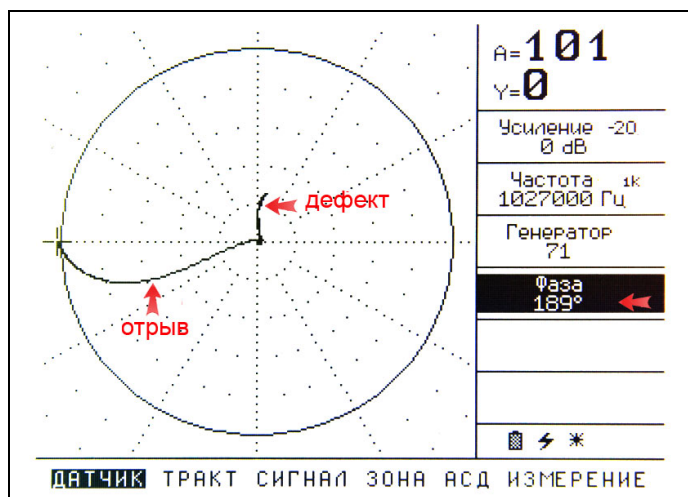 A=101
Y=0
Усиление -20
0 dB
Частота 1k
1027000 Гц
Генератор
71
Фаза
189°
дефект
отрыв
ДАТЧИК ТРАКТ СИГНАЛ ЗОНА АСД ИЗМЕРЕНИЕ